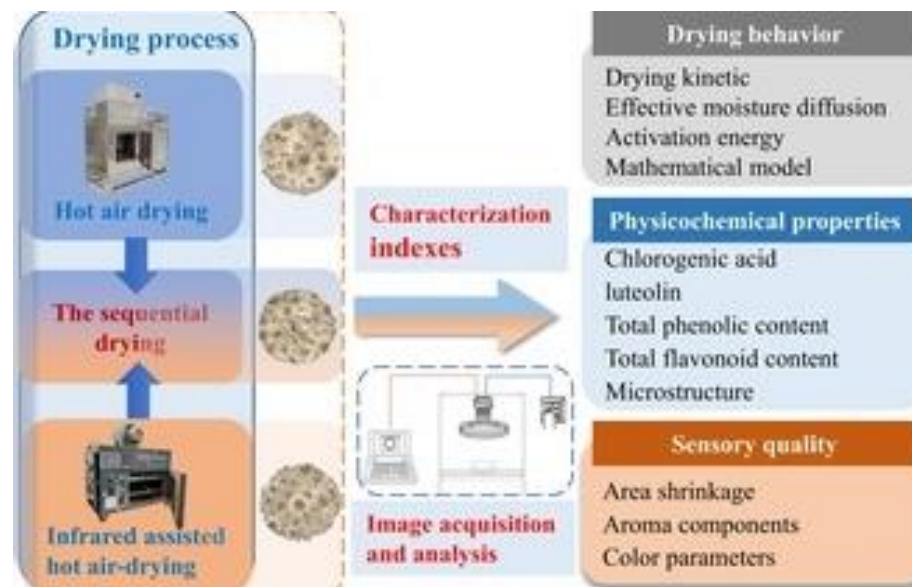 Drying process
Hot air drying
The sequential
drying
Infrared assisted
hot air-drying
Characterization
indexes
Image acquisition
and analysis
Drying behavior
Drying kinetic
Effective moisture diffusion
Activation energy
Mathematical model
Physicochemical properties
Chlorogenic acid
luteolin
Total phenolic content
Total flavonoid content
Microstructure
Sensory quality
Area shrinkage
Aroma components
Color parameters